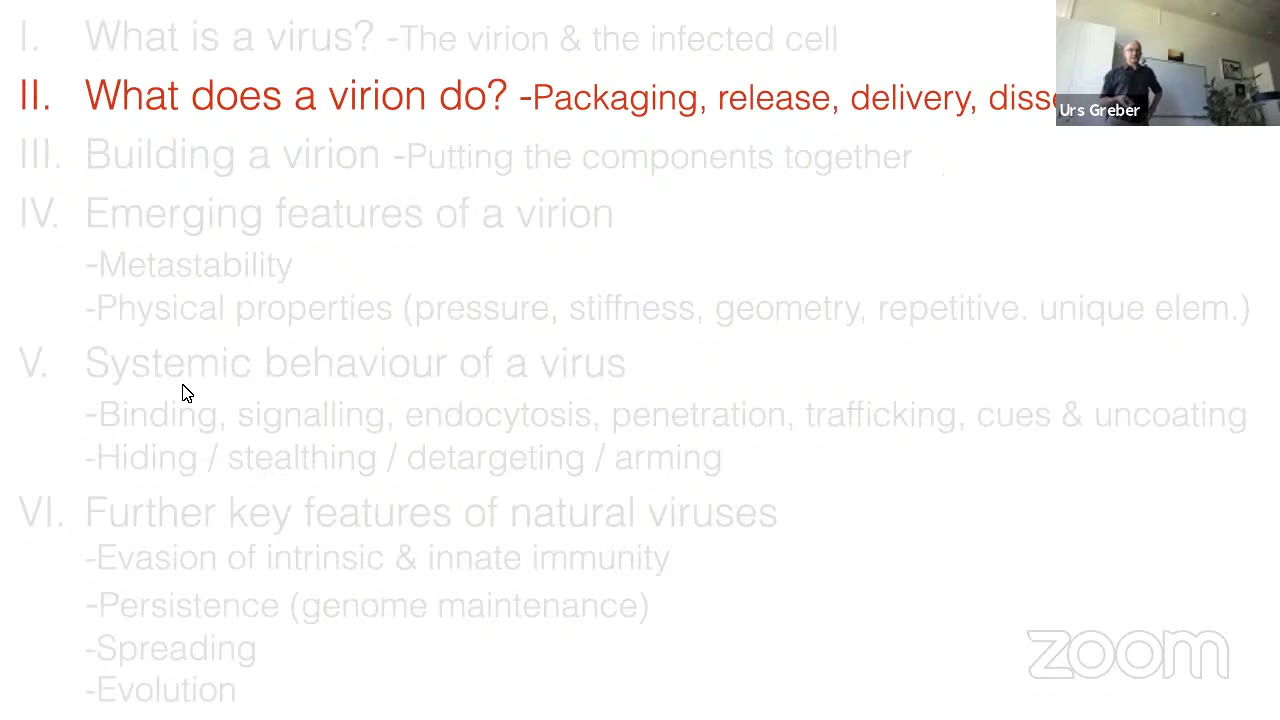 I. What is a virus? -The virion & the infected cell
II. What does a virion do? -Packaging, release, delivery,
Urs Greber
III. Building a virion -Putting the components together
IV. Emerging features of a virion
-Metastability
-Physical properties (pressure, stiffness, geometry, repetitive. unique elem.)
V. Systemic behaviour of a virus
-Binding, signalling, endocytosis, penetration, trafficking, cues & uncoating
-Hiding / stealthing / detargeting / arming
VI. Further key features of natural viruses
-Evasion of intrinsic & innate immunity
-Persistence (genome maintenance)
-Spreading
-Evolution
zoom